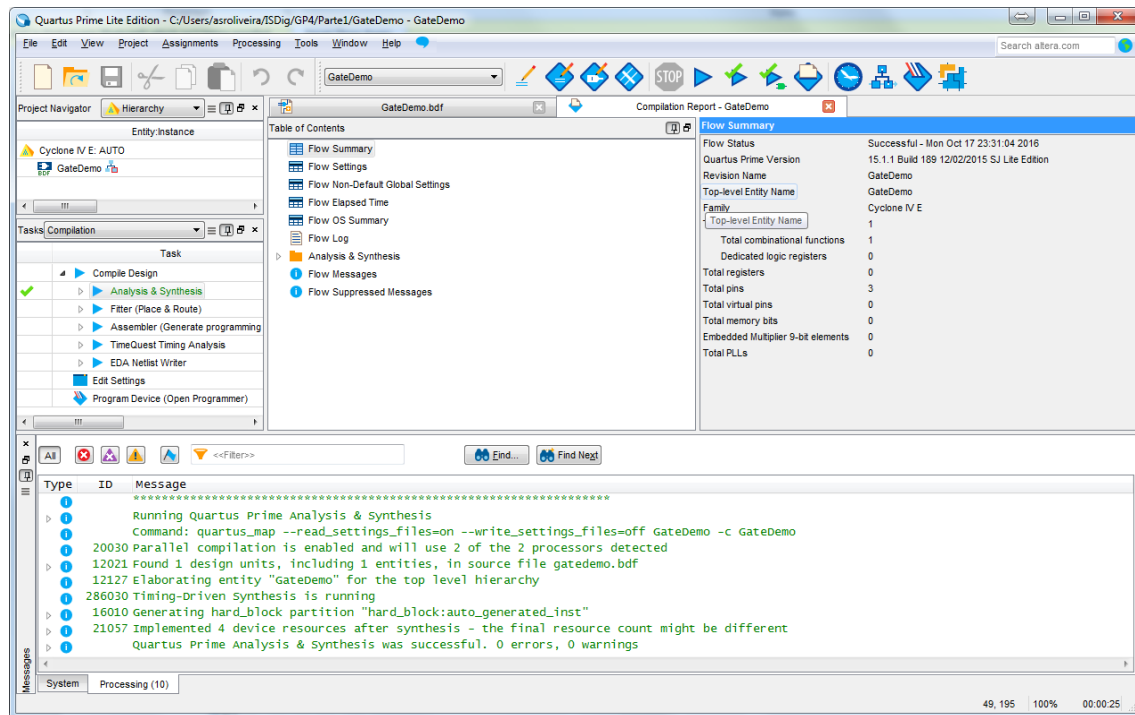 Quartus Prime Lite Edition - C:/Users/asroliveira/ISDig/GP4/Parte1/GateDemo - GateDemo
File Edit View Project Assignments Processing Tools Window Help
Search altera.com
GateDemo
STOP
Project Navigator
Hierarchy
Entity:Instance
Cyclone IV E: AUTO
BDF
GateDemo
Tasks
Compilation
Task
Compile Design
Analysis & Synthesis
Fitter (Place & Route)
Assembler (Generate programming
TimeQuest Timing Analysis
EDA Netlist Writer
Edit Settings
Program Device (Open Programmer)
GateDemo.bdf
Compilation Report - GateDemo
Table of Contents
Flow Summary
Flow Settings
Flow Non-Default Global Settings
Flow Elapsed Time
Flow OS Summary
Flow Log
Analysis & Synthesis
Flow Messages
Flow Suppressed Messages
Flow Summary
Flow Status Successful - Mon Oct 17 23:31:04 2016
Quartus Prime Version 15.1.1 Build 189 12/02/2015 SJ Lite Edition
Revision Name GateDemo
Top-level Entity Name GateDemo
Family Cyclone IV E
Top-level Entity Name 1
Total combinational functions 1
Dedicated logic registers 0
Total registers 0
Total pins 3
Total virtual pins 0
Total memory bits 0
Embedded Multiplier 9-bit elements 0
Total PLLs 0
All
<<Filter>>
Find...
Find Next
Type ID Message
********************************************************************
Running Quartus Prime Analysis & Synthesis
Command: quartus_map --read_settings_files=on --write_settings_files=off GateDemo -c GateDemo
20030 Parallel compilation is enabled and will use 2 of the 2 processors detected
12021 Found 1 design units, including 1 entities, in source file gatedemo.bdf
12127 Elaborating entity "GateDemo" for the top level hierarchy
286030 Timing-Driven Synthesis is running
16010 Generating hard_block partition "hard_block:auto_generated_inst"
21057 Implemented 4 device resources after synthesis - the final resource count might be different
Quartus Prime Analysis & Synthesis was successful. 0 errors, 0 warnings
Messages
System
Processing (10)
49, 195 100% 00:00:25